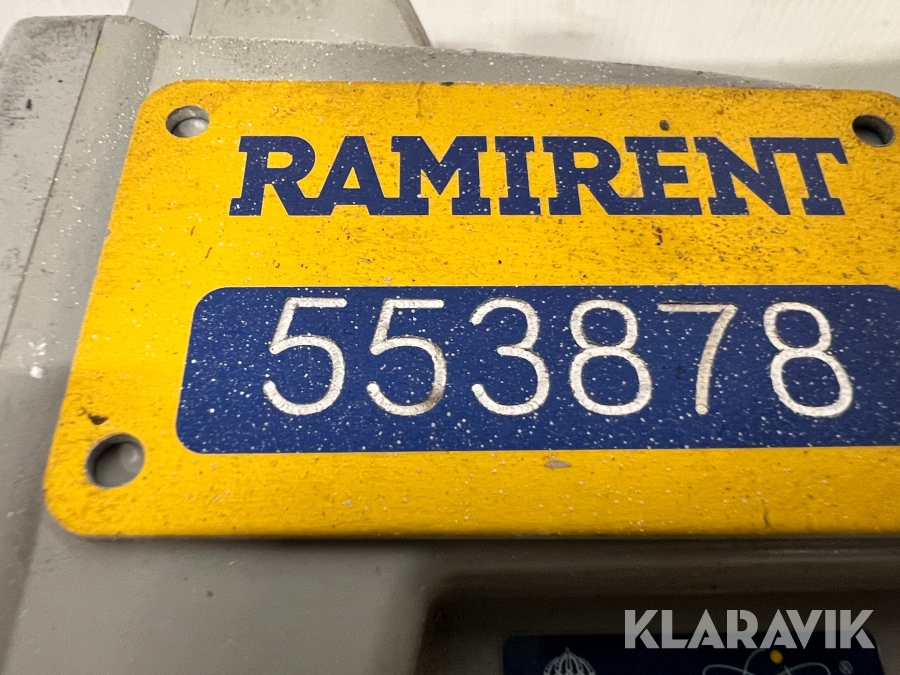 RAMIRENT
553878
KLARAVIK
®